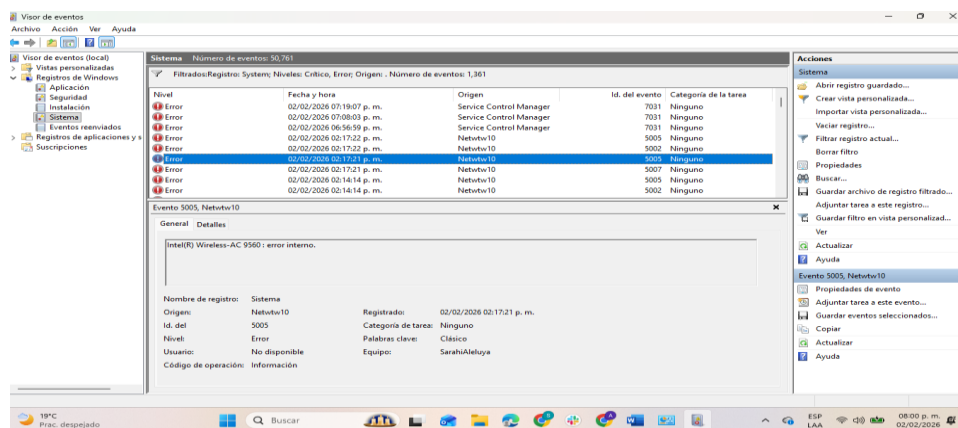 Visor de eventos
Archivo Acción Ver Ayuda
Visor de eventos (local)
Vistas personalizadas
Registros de Windows
Aplicación
Seguridad
Instalación
Sistema
Eventos reenviados
Registros de aplicaciones y s
Suscripciones
Sistema Número de eventos: 50,761
Filtrados:Registro: System; Niveles: Crítico, Error; Origen: . Número de eventos: 1,361
Nivel Fecha y hora Origen Id. del evento Categoría de la tarea
Error 02/02/2026 07:19:07 p. m. Service Control Manager 7031 Ninguno
Error 02/02/2026 07:08:03 p. m. Service Control Manager 7031 Ninguno
Error 02/02/2026 06:56:59 p. m. Service Control Manager 7031 Ninguno
Error 02/02/2026 02:17:22 p. m. Netwtw10 5005 Ninguno
Error 02/02/2026 02:17:22 p. m. Netwtw10 5002 Ninguno
Error 02/02/2026 02:17:21 p. m. Netwtw10 5005 Ninguno
Error 02/02/2026 02:17:21 p. m. Netwtw10 5007 Ninguno
Error 02/02/2026 02:14:14 p. m. Netwtw10 5005 Ninguno
Error 02/02/2026 02:14:14 p. m. Netwtw10 5002 Ninguno
Evento 5005, Netwtw10
General Detalles
Intel(R) Wireless-AC 9560 : error interno.
Nombre de registro: Sistema
Origen: Netwtw10 Registrado: 02/02/2026 02:17:21 p. m.
Id. del 5005 Categoría de tarea: Ninguno
Nivel: Error Palabras clave: Clásico
Usuario: No disponible Equipo: SarahiAleluya
Código de operación: Información
Acciones
Sistema
Abrir registro guardado...
Crear vista personalizada...
Importar vista personalizada...
Vaciar registro...
Filtrar registro actual...
Borrar filtro
Propiedades
Buscar...
Guardar archivo de registro filtrado...
Adjuntar tarea a este registro...
Guardar filtro en vista personalizad...
Ver
Actualizar
Ayuda
Evento 5005, Netwtw10
Propiedades de evento
Adjuntar tarea a este evento...
Guardar eventos seleccionados...
Copiar
Actualizar
Ayuda
19°C
Prac. despejado
Buscar
ESP
LAA
08:00 p. m.
02/02/2026